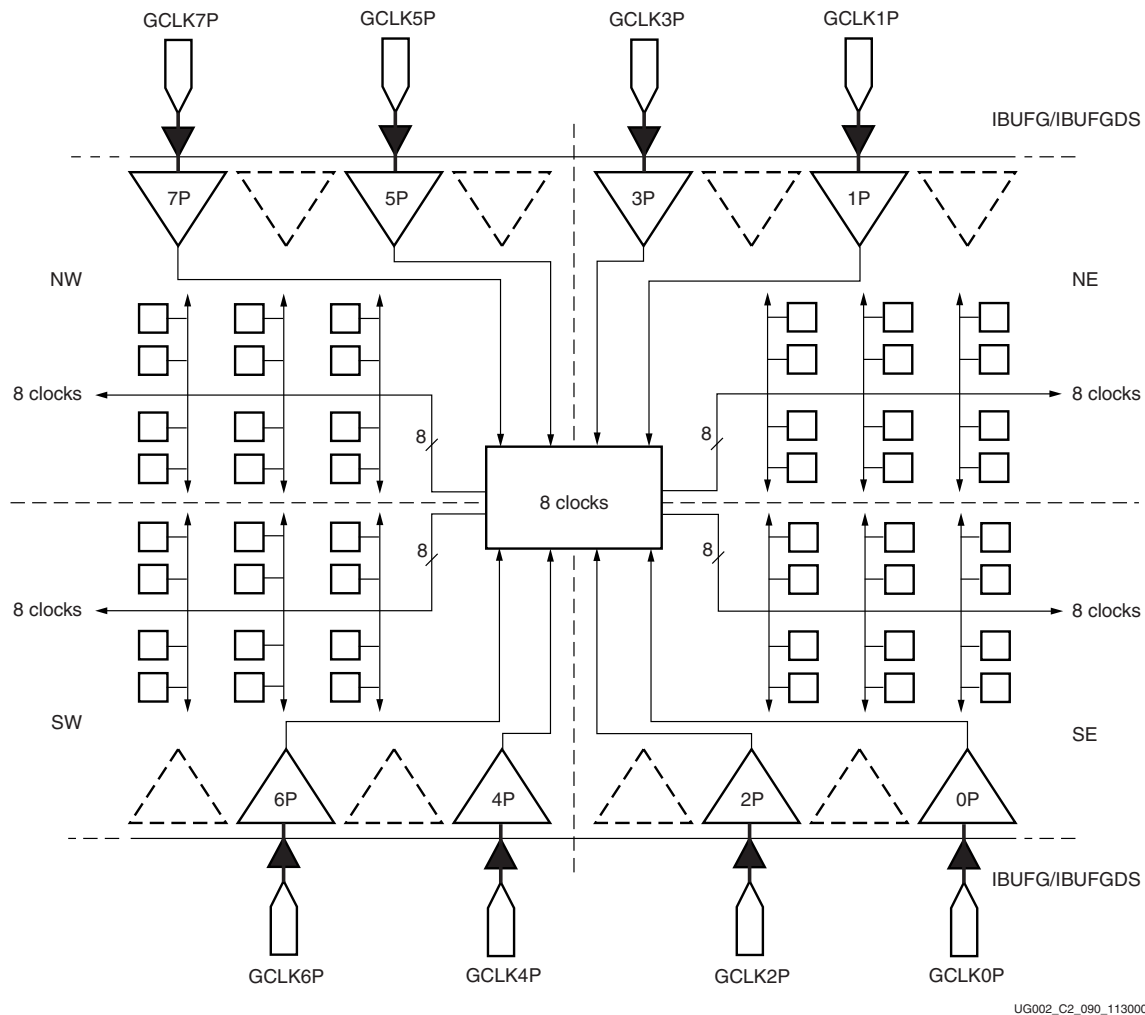 GCLK7P GCLK5P GCLK3P GCLK1P
IBUFG/IBUFGDS
7P 5P 3P 1P
NW NE
8 clocks 8 clocks
8 8
8 clocks
8 8
8 clocks 8 clocks
SW SE
6P 4P 2P 0P
IBUFG/IBUFGDS
GCLK6P GCLK4P GCLK2P GCLK0P
UG002_C2_090_113000